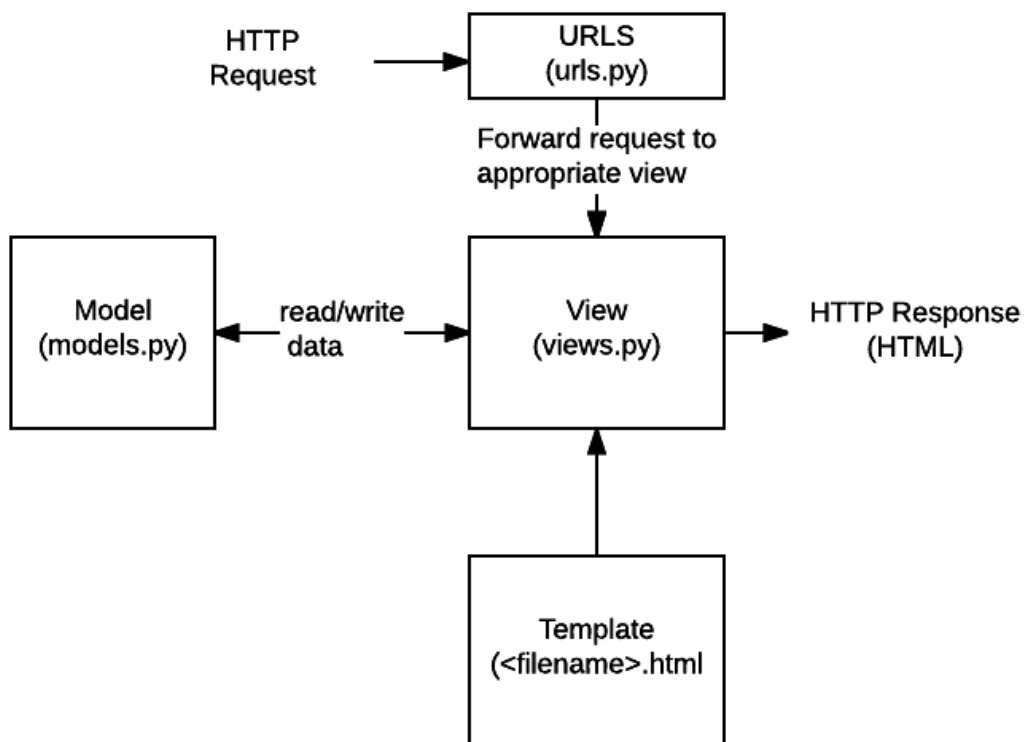 HTTP
Request
URLS
(urls.py)
Forward request to
appropriate view
Model
(models.py)
read/write
data
View
(views.py)
HTTP Response
(HTML)
Template
(<filename>.html